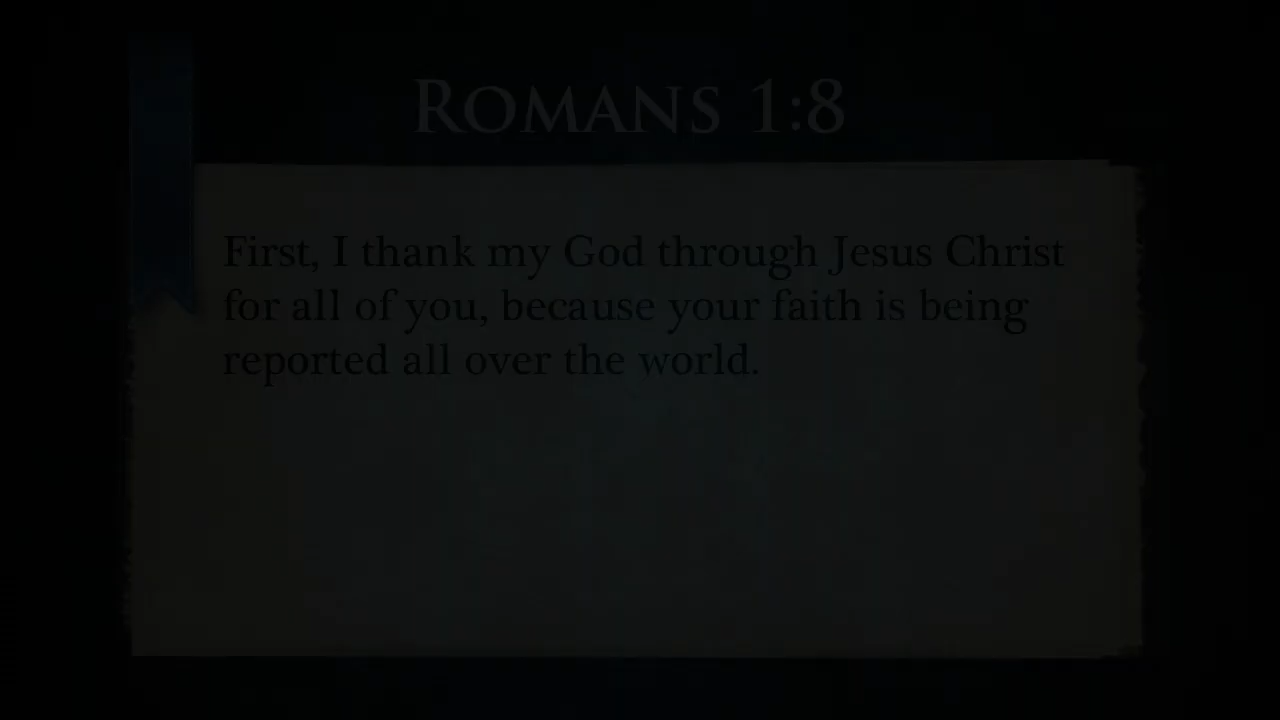 ROMANS 1:8
First, I thank my God through Jesus Christ
for all of you, because your faith is being
reported all over the world.